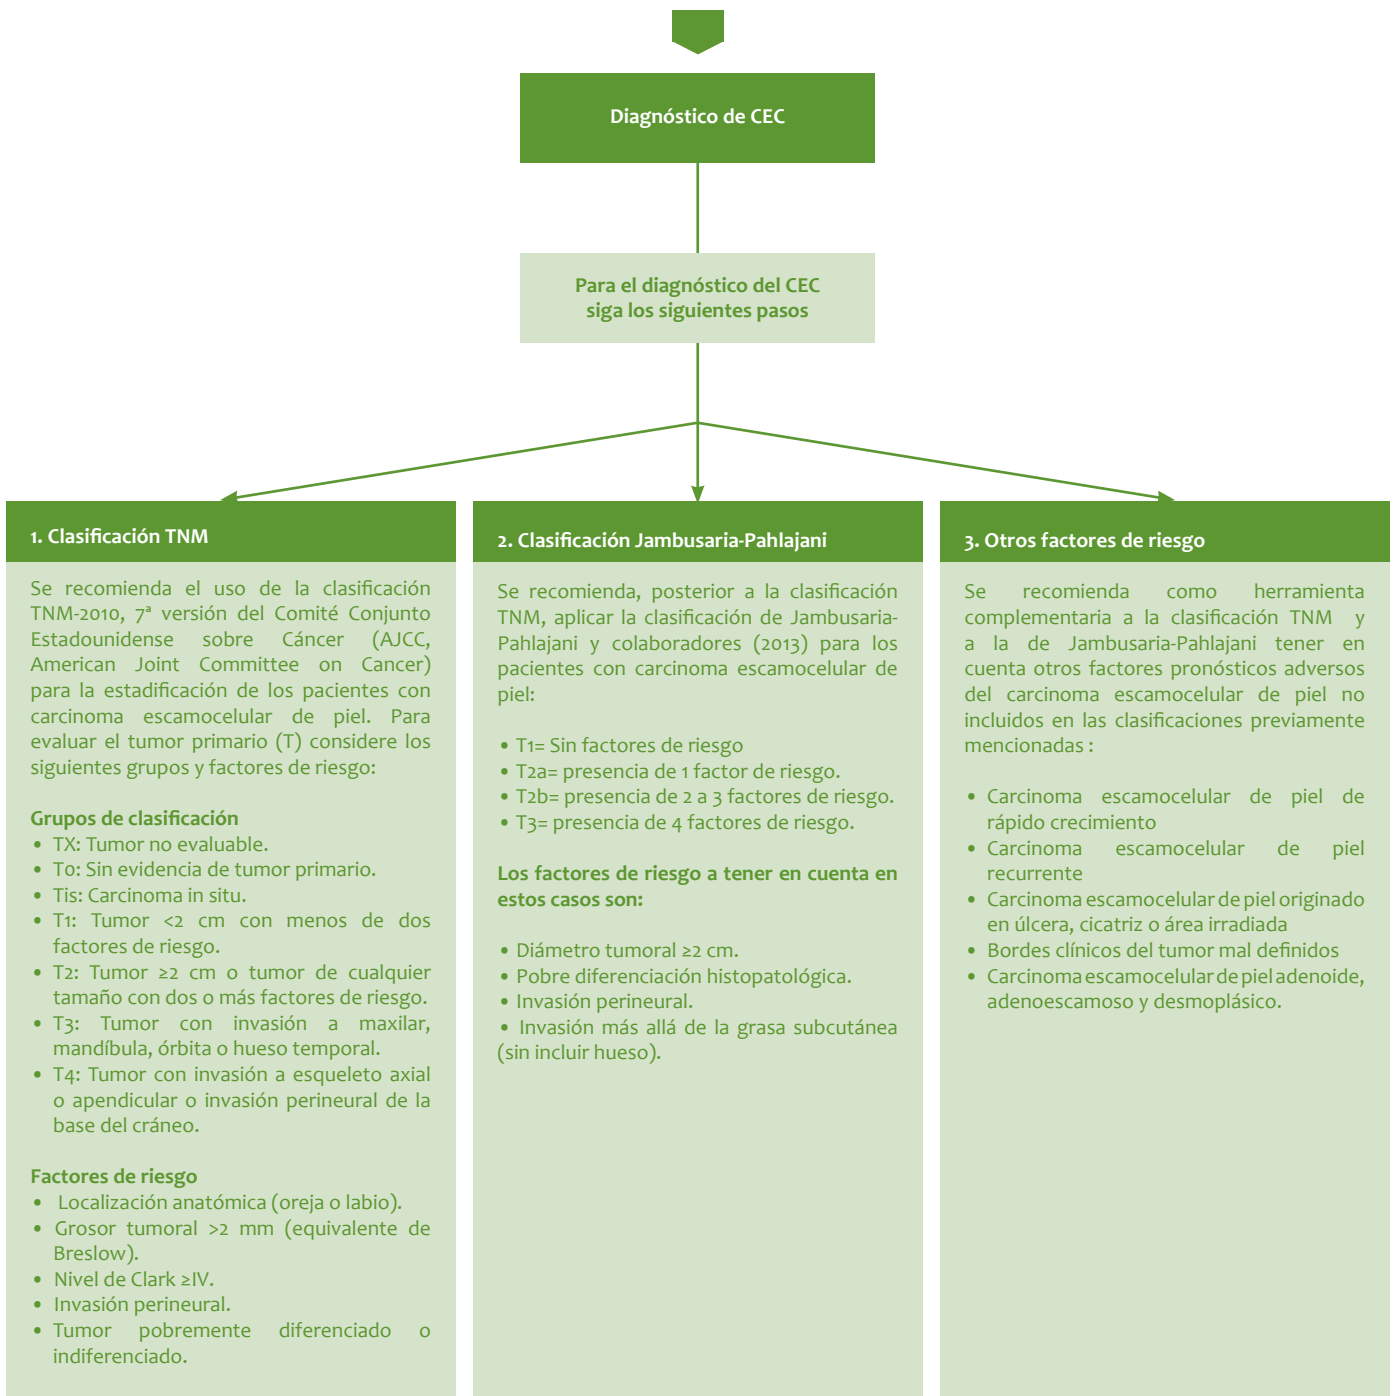 Diagnóstico de CEC
Para el diagnóstico del CEC
siga los siguientes pasos
1. Clasificación TNM
Se recomienda el uso de la clasificación
TNM-2010, 7ª versión del Comité Conjunto
Estadounidense sobre Cáncer (AJCC,
American Joint Committee on Cancer)
para la estadificación de los pacientes con
carcinoma escamocelular de piel. Para
evaluar el tumor primario (T) considere los
siguientes grupos y factores de riesgo:
Grupos de clasificación
• TX: Tumor no evaluable.
• T0: Sin evidencia de tumor primario.
• Tis: Carcinoma in situ.
• T1: Tumor <2 cm con menos de dos
factores de riesgo.
• T2: Tumor ≥2 cm o tumor de cualquier
tamaño con dos o más factores de riesgo.
• T3: Tumor con invasión a maxilar,
mandíbula, órbita o hueso temporal.
• T4: Tumor con invasión a esqueleto axial
o apendicular o invasión perineural de la
base del cráneo.
Factores de riesgo
• Localización anatómica (oreja o labio).
• Grosor tumoral >2 mm (equivalente de
Breslow).
• Nivel de Clark ≥IV.
• Invasión perineural.
• Tumor pobremente diferenciado o
indiferenciado.
2. Clasificación Jambusaria-Pahlajani
Se recomienda, posterior a la clasificación
TNM, aplicar la clasificación de Jambusaria-
Pahlajani y colaboradores (2013) para los
pacientes con carcinoma escamocelular de
piel:
• T1= Sin factores de riesgo
• T2a= presencia de 1 factor de riesgo.
• T2b= presencia de 2 a 3 factores de riesgo.
• T3= presencia de 4 factores de riesgo.
Los factores de riesgo a tener en cuenta en
estos casos son:
• Diámetro tumoral ≥2 cm.
• Pobre diferenciación histopatológica.
• Invasión perineural.
• Invasión más allá de la grasa subcutánea
(sin incluir hueso).
3. Otros factores de riesgo
Se recomienda como herramienta
complementaria a la clasificación TNM y
a la de Jambusaria-Pahlajani tener en
cuenta otros factores pronósticos adversos
del carcinoma escamocelular de piel no
incluidos en las clasificaciones previamente
mencionadas :
• Carcinoma escamocelular de piel de
rápido crecimiento
• Carcinoma escamocelular de piel
recurrente
• Carcinoma escamocelular de piel originado
en úlcera, cicatriz o área irradiada
• Bordes clínicos del tumor mal definidos
• Carcinoma escamocelular de piel adenoide,
adenoescamoso y desmoplásico.